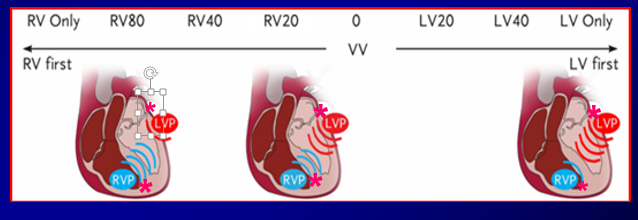 RV Only RV80 RV40 RV20 0 LV20 LV40 LV Only
VV
RV first LV first
LVP LVP LVP
RVP RVP RVP